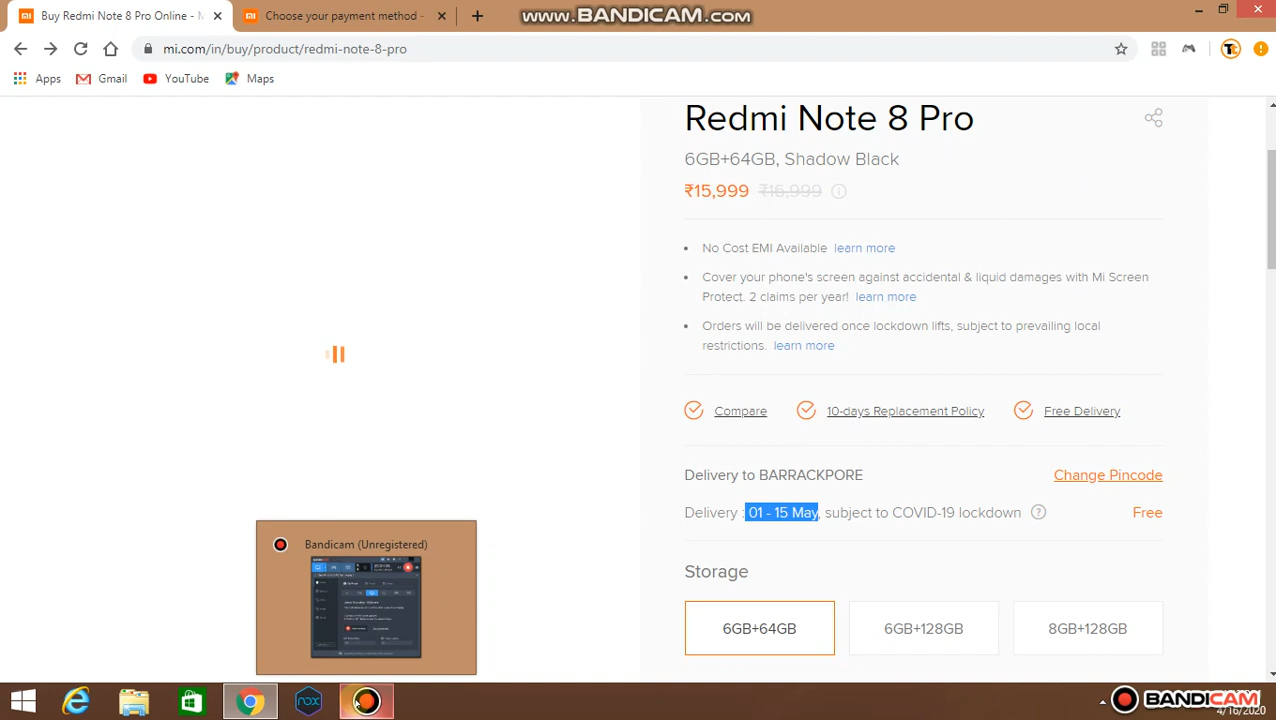 Buy Redmi Note 8 Pro Online - M
Choose your payment method -
www.BANDICAM.com
mi.com/in/buy/product/redmi-note-8-pro
Apps
Gmail
YouTube
Maps
Redmi Note 8 Pro
6GB+64GB, Shadow Black
₹15,999 ₹16,999
No Cost EMI Available learn more
Cover your phone's screen against accidental & liquid damages with Mi Screen
Protect. 2 claims per year! learn more
Orders will be delivered once lockdown lifts, subject to prevailing local
restrictions. learn more
Compare
10-days Replacement Policy
Free Delivery
Delivery to BARRACKPORE
Change Pincode
Delivery : 01 - 15 May, subject to COVID-19 lockdown
Free
Bandicam (Unregistered)
Storage
6GB+64GB
6GB+128GB
GB+128GB
nox
BANDICAM
4/16/2020